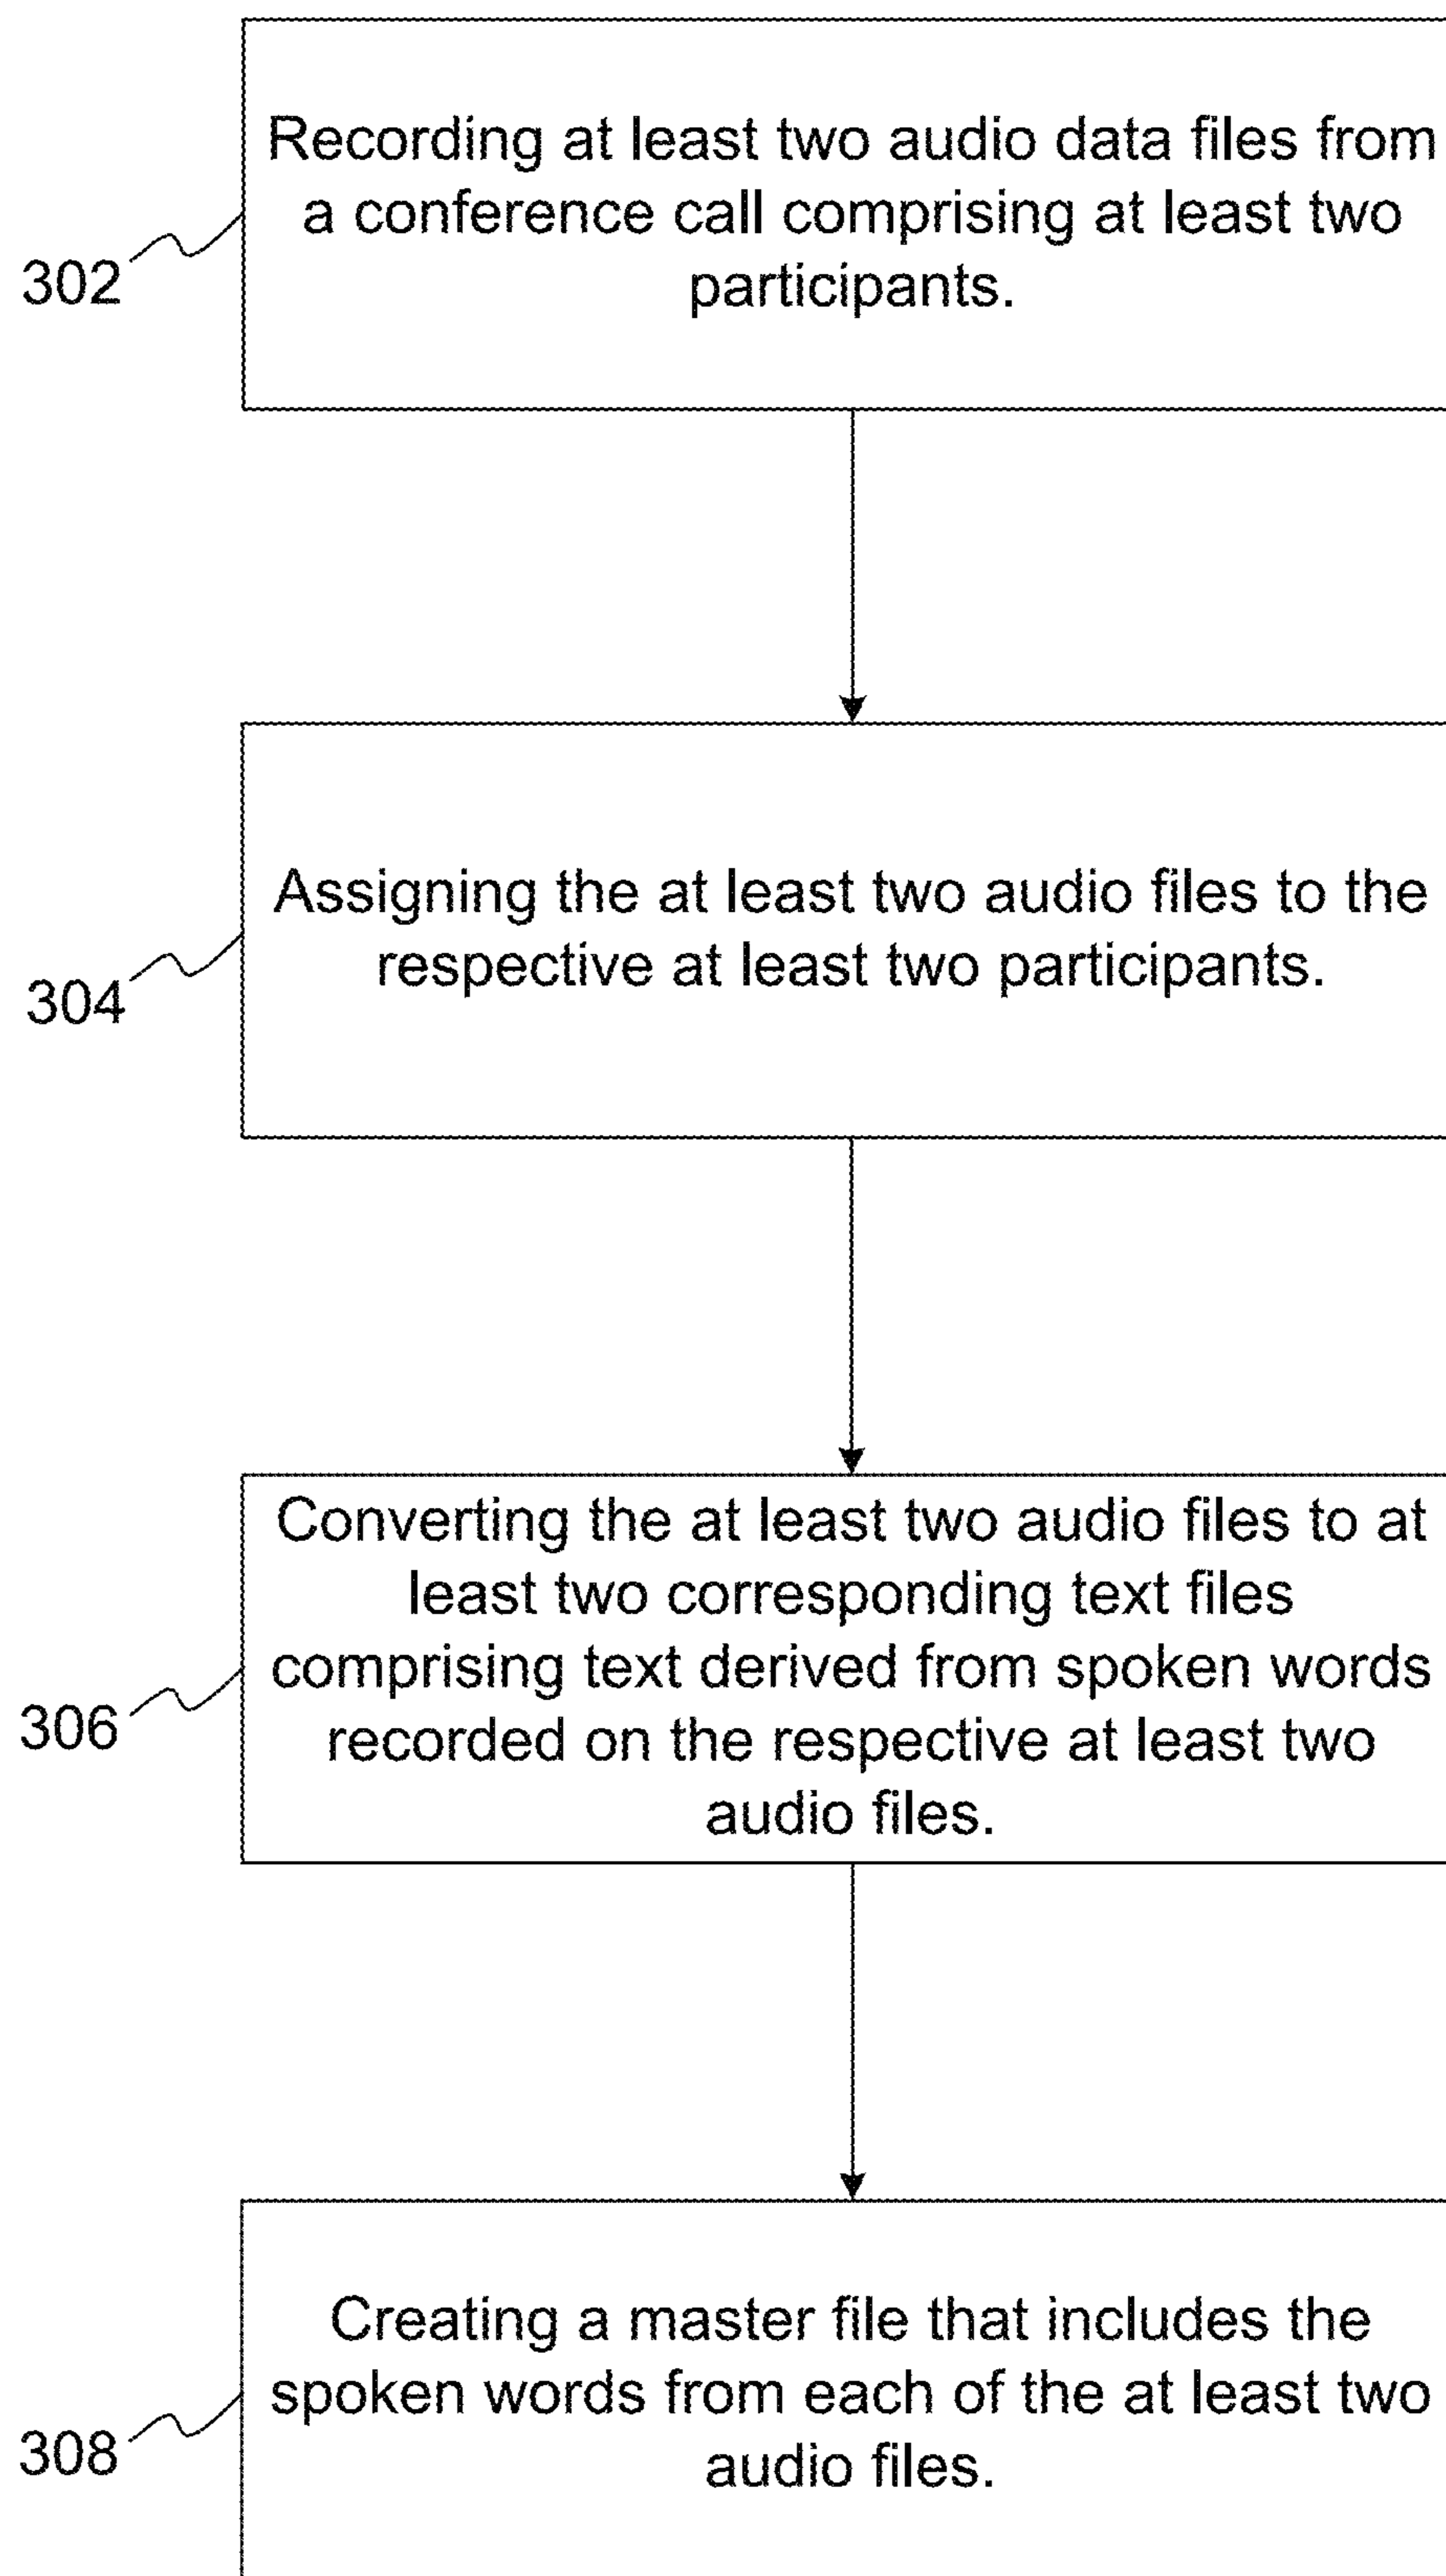 Recording at least two audio data files from
a conference call comprising at least two
participants.
302
Assigning the at least two audio files to the
respective at least two participants.
304
Converting the at least two audio files to at
least two corresponding text files
comprising text derived from spoken words
recorded on the respective at least two
audio files.
306
Creating a master file that includes the
spoken words from each of the at least two
audio files.
308